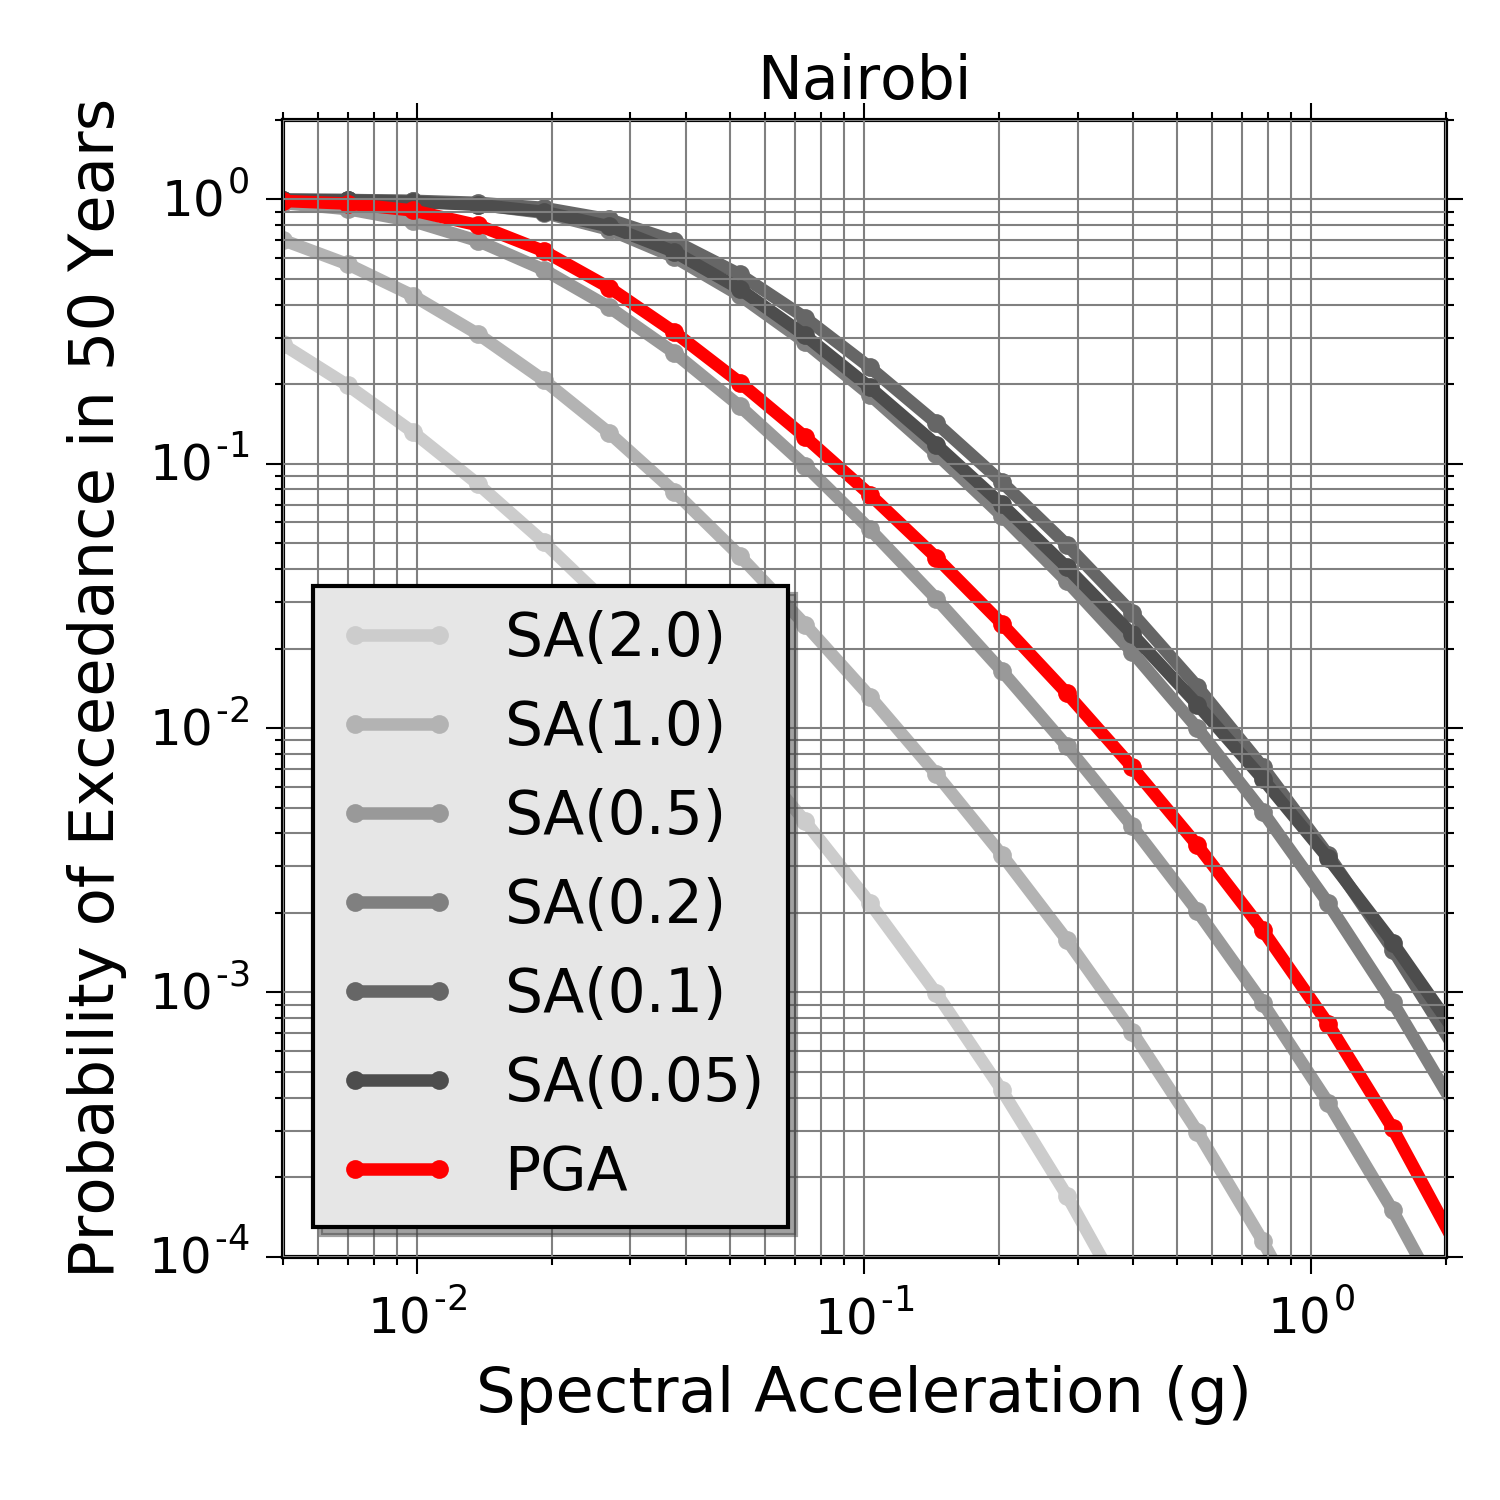 Nairobi
Probability of Exceedance in 50 Years
10^0
10^-1
10^-2
10^-3
10^-4
SA(2.0)
SA(1.0)
SA(0.5)
SA(0.2)
SA(0.1)
SA(0.05)
PGA
10^-2 10^-1 10^0
Spectral Acceleration (g)